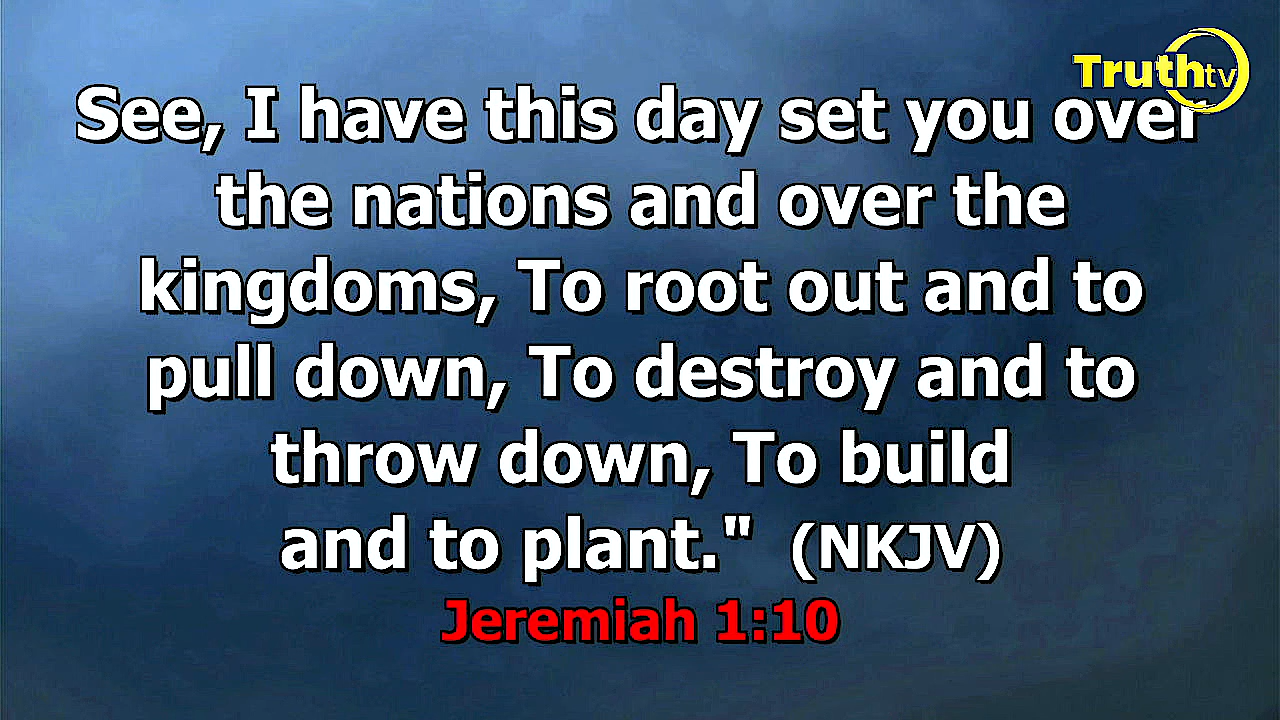 Truthtv
See, I have this day set you over
the nations and over the
kingdoms, To root out and to
pull down, To destroy and to
throw down, To build
and to plant." (NKJV)
Jeremiah 1:10